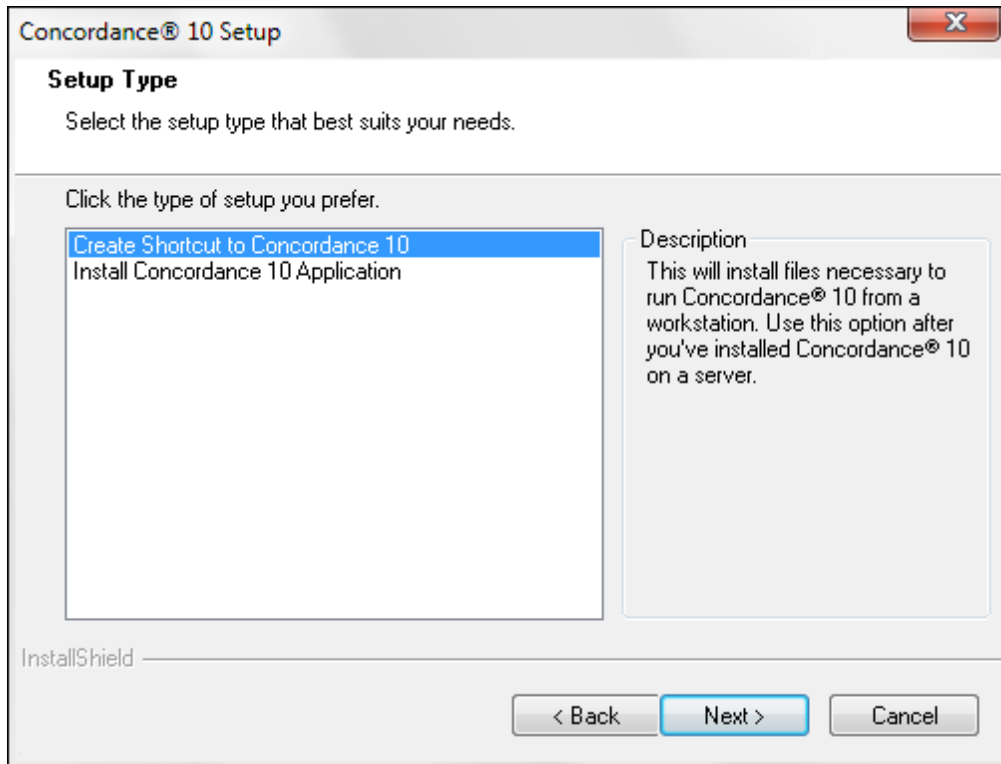 Concordance® 10 Setup
X
Setup Type
Select the setup type that best suits your needs.
Click the type of setup you prefer.
Create Shortcut to Concordance 10
Install Concordance 10 Application
Description
This will install files necessary to
run Concordance® 10 from a
workstation. Use this option after
you've installed Concordance® 10
on a server.
InstallShield
< Back
Next >
Cancel